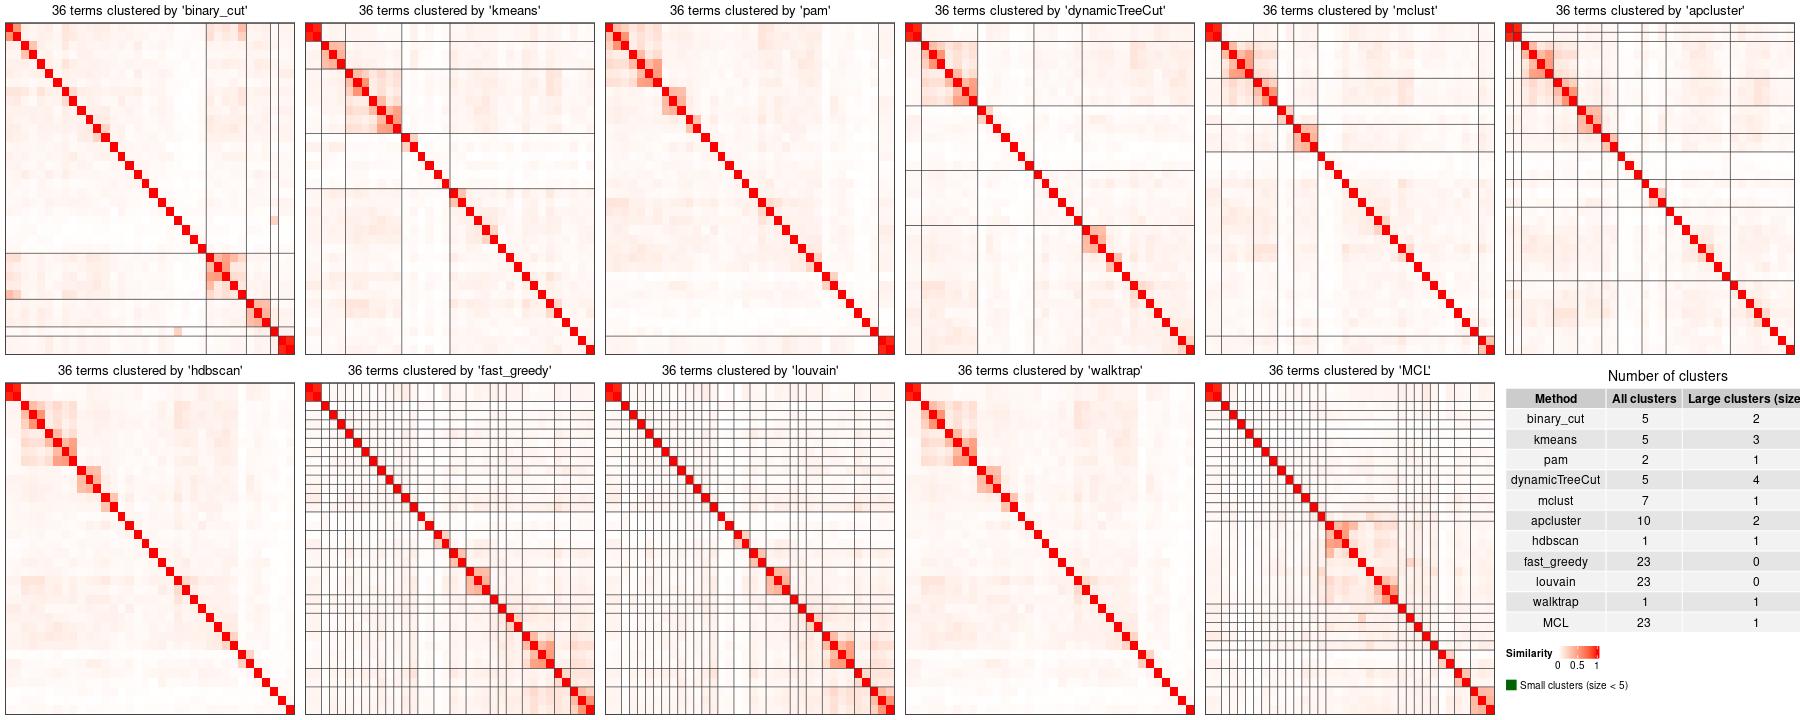 36 terms clustered by 'binary_cut'
36 terms clustered by 'kmeans'
36 terms clustered by 'pam'
36 terms clustered by 'dynamicTreeCut'
36 terms clustered by 'mclust'
36 terms clustered by 'apcluster'
36 terms clustered by 'hdbscan'
36 terms clustered by 'fast_greedy'
36 terms clustered by 'louvain'
36 terms clustered by 'walktrap'
36 terms clustered by 'MCL'
Number of clusters
Method All clusters Large clusters (size
binary_cut 5 2
kmeans 5 3
pam 2 1
dynamicTreeCut 5 4
mclust 7 1
apcluster 10 2
hdbscan 1 1
fast_greedy 23 0
louvain 23 0
walktrap 1 1
MCL 23 1
Similarity
0 0.5 1
Small clusters (size < 5)